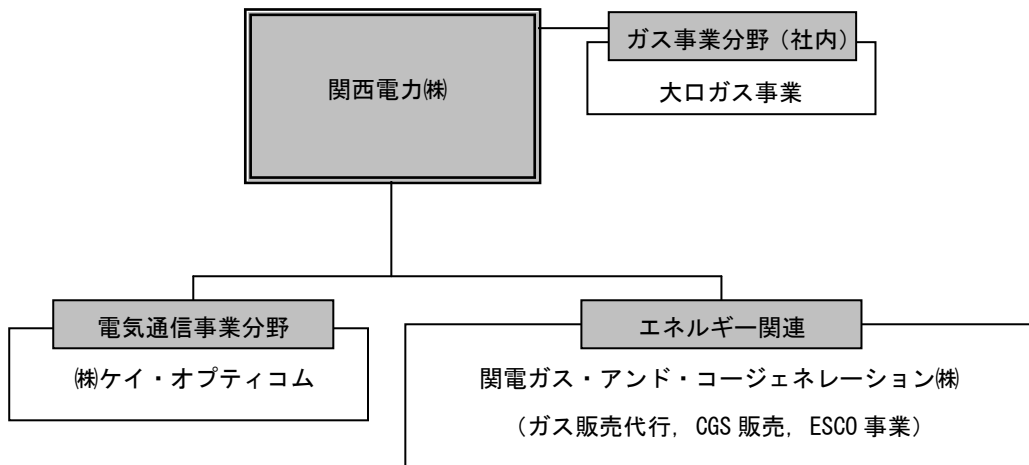 関西電力㈱
ガス事業分野（社内）
大口ガス事業
電気通信事業分野
㈱ケイ・オプティコム
エネルギー関連
関電ガス・アンド・コージェネレーション㈱
（ガス販売代行，CGS 販売，ESCO 事業）